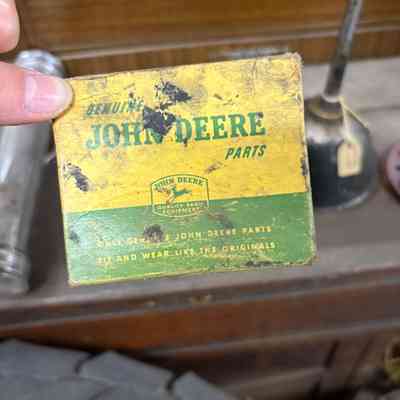 GENUINE
JOHN DEERE
PARTS
JOHN DEERE
QUALITY FARM
EQUIPMENT
ONLY GENUINE JOHN DEERE PARTS
FIT AND WEAR LIKE THE ORIGINALS